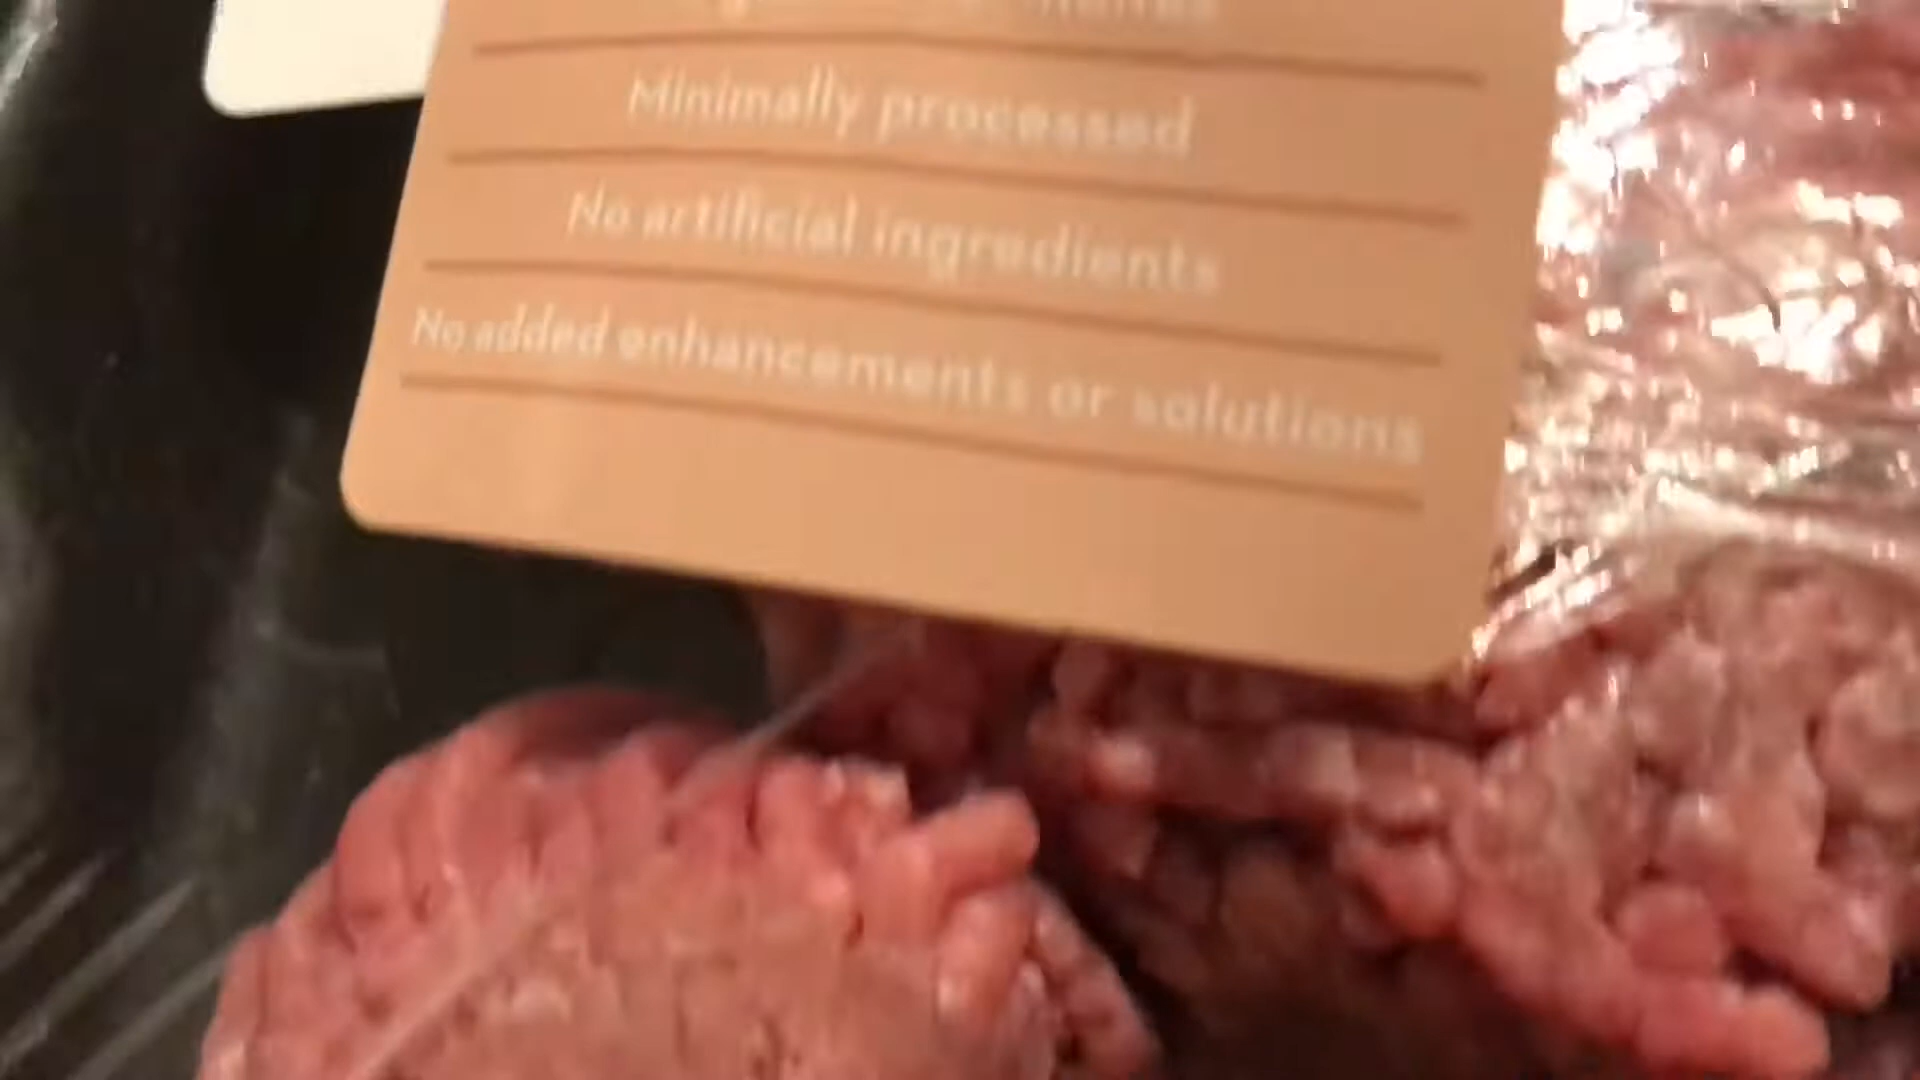 Minimally processed
No artificial ingredients
No added enhancements or solutions